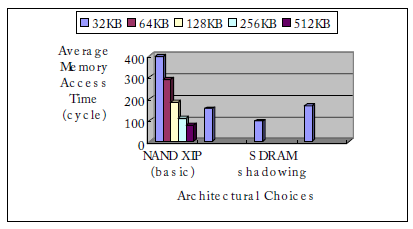 32KB 64KB 128KB 256KB 512KB
Average
Memory
Access
Time
(cycle)
400
300
200
100
0
NAND XIP
(basic)
SDRAM
shadowing
Architectural Choices